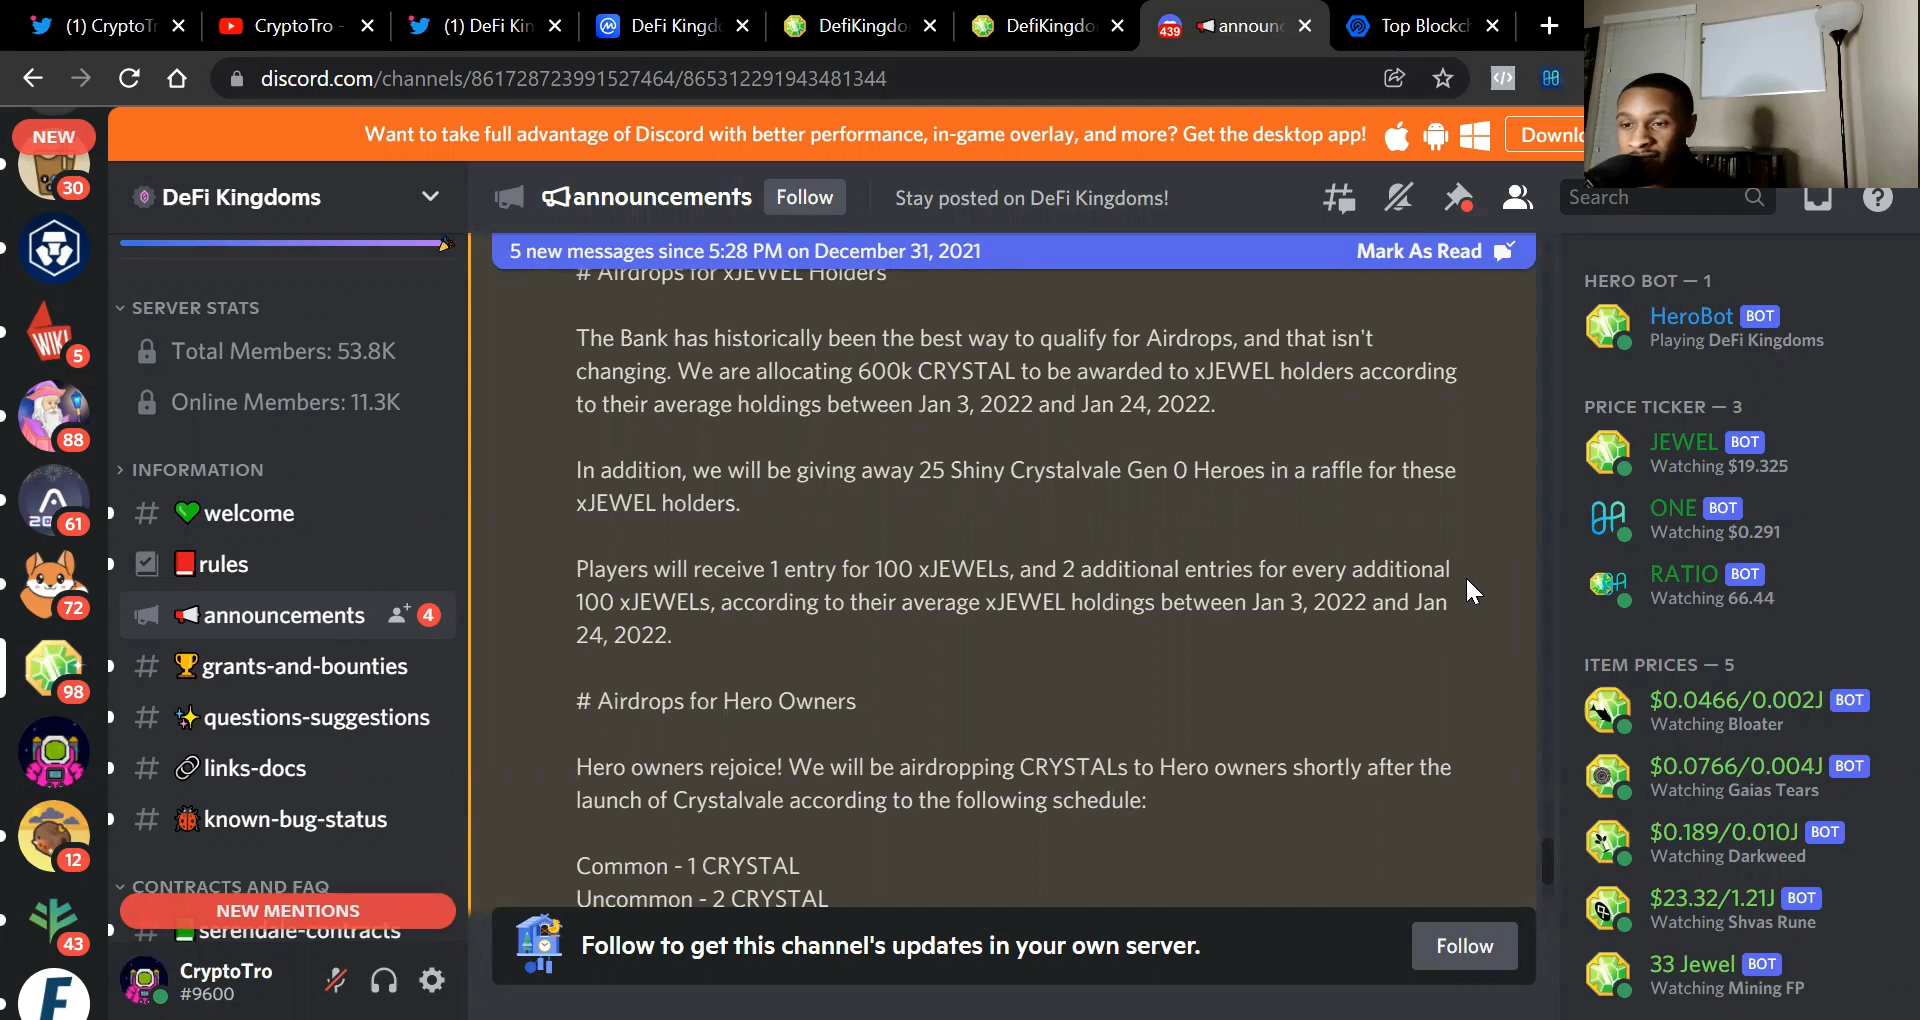 (1) CryptoT
CryptoTro -
(1) DeFi Kin
DeFi Kingd
DefiKingdo
DefiKingdo
439
announ
Top Blockc
discord.com/channels/861728723991527464/865312291943481344
Want to take full advantage of Discord with better performance, in-game overlay, and more? Get the desktop app!
Downlo
NEW
30
WIKI
5
88
61
72
98
12
43
DeFi Kingdoms
SERVER STATS
Total Members: 53.8K
Online Members: 11.3K
INFORMATION
# welcome
rules
announcements 4
# grants-and-bounties
# questions-suggestions
# links-docs
# known-bug-status
CONTRACTS AND FAQ
NEW MENTIONS
# serendale-contracts
CryptoTro
#9600
announcements
Follow
Stay posted on DeFi Kingdoms!
Search
5 new messages since 5:28 PM on December 31, 2021
Mark As Read
# Airdrops for xJEWEL Holders
The Bank has historically been the best way to qualify for Airdrops, and that isn't
changing. We are allocating 600k CRYSTAL to be awarded to xJEWEL holders according
to their average holdings between Jan 3, 2022 and Jan 24, 2022.
In addition, we will be giving away 25 Shiny Crystalvale Gen 0 Heroes in a raffle for these
xJEWEL holders.
Players will receive 1 entry for 100 xJEWELs, and 2 additional entries for every additional
100 xJEWELs, according to their average xJEWEL holdings between Jan 3, 2022 and Jan
24, 2022.
# Airdrops for Hero Owners
Hero owners rejoice! We will be airdropping CRYSTALs to Hero owners shortly after the
launch of Crystalvale according to the following schedule:
Common - 1 CRYSTAL
Uncommon - 2 CRYSTAL
Follow to get this channel's updates in your own server.
Follow
HERO BOT — 1
HeroBot BOT
Playing DeFi Kingdoms
PRICE TICKER — 3
JEWEL BOT
Watching $19.325
ONE BOT
Watching $0.291
RATIO BOT
Watching 66.44
ITEM PRICES — 5
$0.0466/0.002J BOT
Watching Bloater
$0.0766/0.004J BOT
Watching Gaias Tears
$0.189/0.010J BOT
Watching Darkweed
$23.32/1.21J BOT
Watching Shvas Rune
33 Jewel BOT
Watching Mining FP